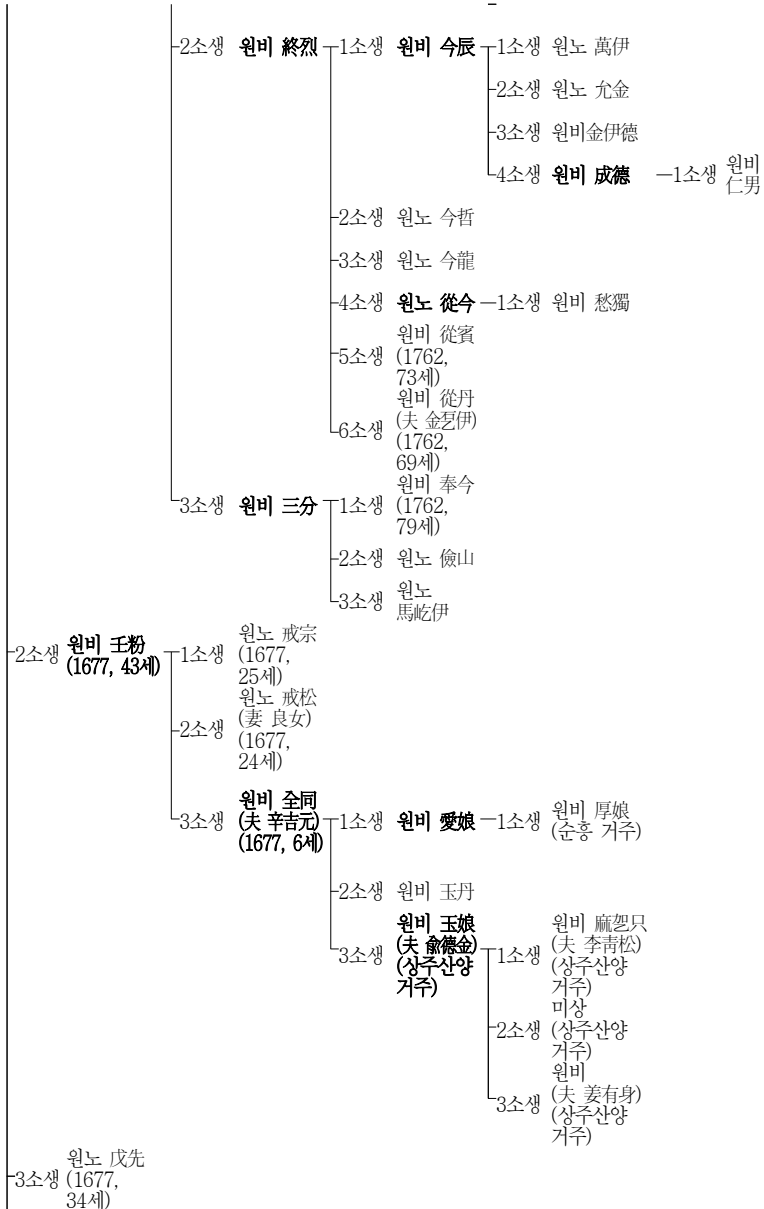 2소생 원비 終烈 1소생 원비 今辰 1소생 원노 萬伊
2소생 원노 允金
3소생 원비金伊德
4소생 원비 成德 1소생 원비
仁男
2소생 원노 今哲
3소생 원노 今龍
4소생 원노 從今 1소생 원비 愁獨
5소생 원비 從賓
(1762,
73세)
6소생 원비 從丹
(夫 金乭伊)
(1762,
69세)
3소생 원비 三分 1소생 원비 奉今
(1762,
79세)
2소생 원노 儉山
3소생 원노
馬屹伊
2소생 원비 壬粉
(1677, 43세)
1소생 원노 戒宗
(1677,
25세)
2소생 원노 戒松
(妻 良女)
(1677,
24세)
3소생 원비 全同
(夫 辛吉元)
(1677, 6세)
1소생 원비 愛娘 1소생 원비 厚娘
(순흥 거주)
2소생 원비 玉丹
3소생 원비 玉娘
(夫 兪德金)
(상주산양
거주)
1소생 원비 麻乫只
(夫 李靑松)
(상주산양
거주)
2소생 미상
(상주산양
거주)
3소생 원비
(夫 姜有身)
(상주산양
거주)
3소생 원노 戊先
(1677,
34세)